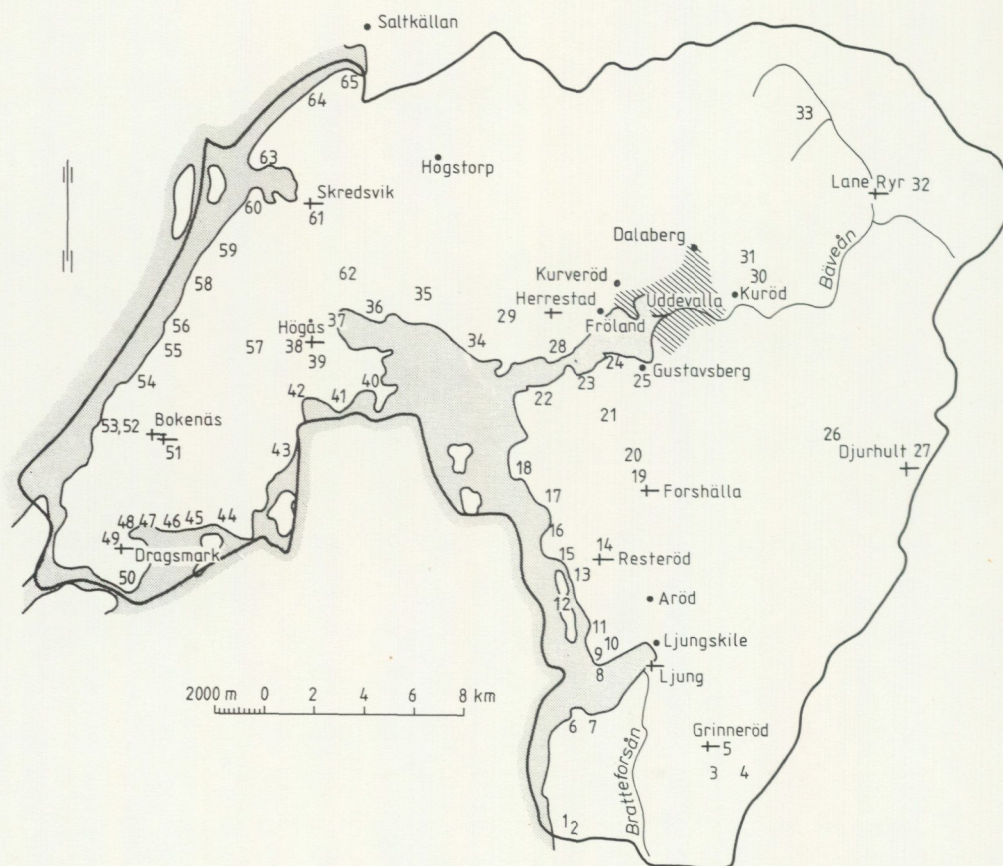 Saltkällan
65
64
33
63
Högstorp
Lane Ryr 32
Skredsvik
60
61
Dalaberg
59
31
62
Kurveröd
30
58
35
Kuröd
Bäveån
36
Herrestad
Uddevalla
37
29
Fröland
56
Högås
55
57
38
34
28
39
24
Gustavsberg
54
40
23
25
42
41
22
21
53,52
Bokenäs
26
51
43
20
Djurhult 27
18
19
Forshälla
17
48 47 46 45 44
16
49
Dragsmark
14
15
Resteröd
50
13
12
Aröd
11
10
Ljungskile
9
8
Ljung
2000 m 0 2 4 6 8 km
6 7
Grinneröd
5
3 4
Bratteforsån
1 2